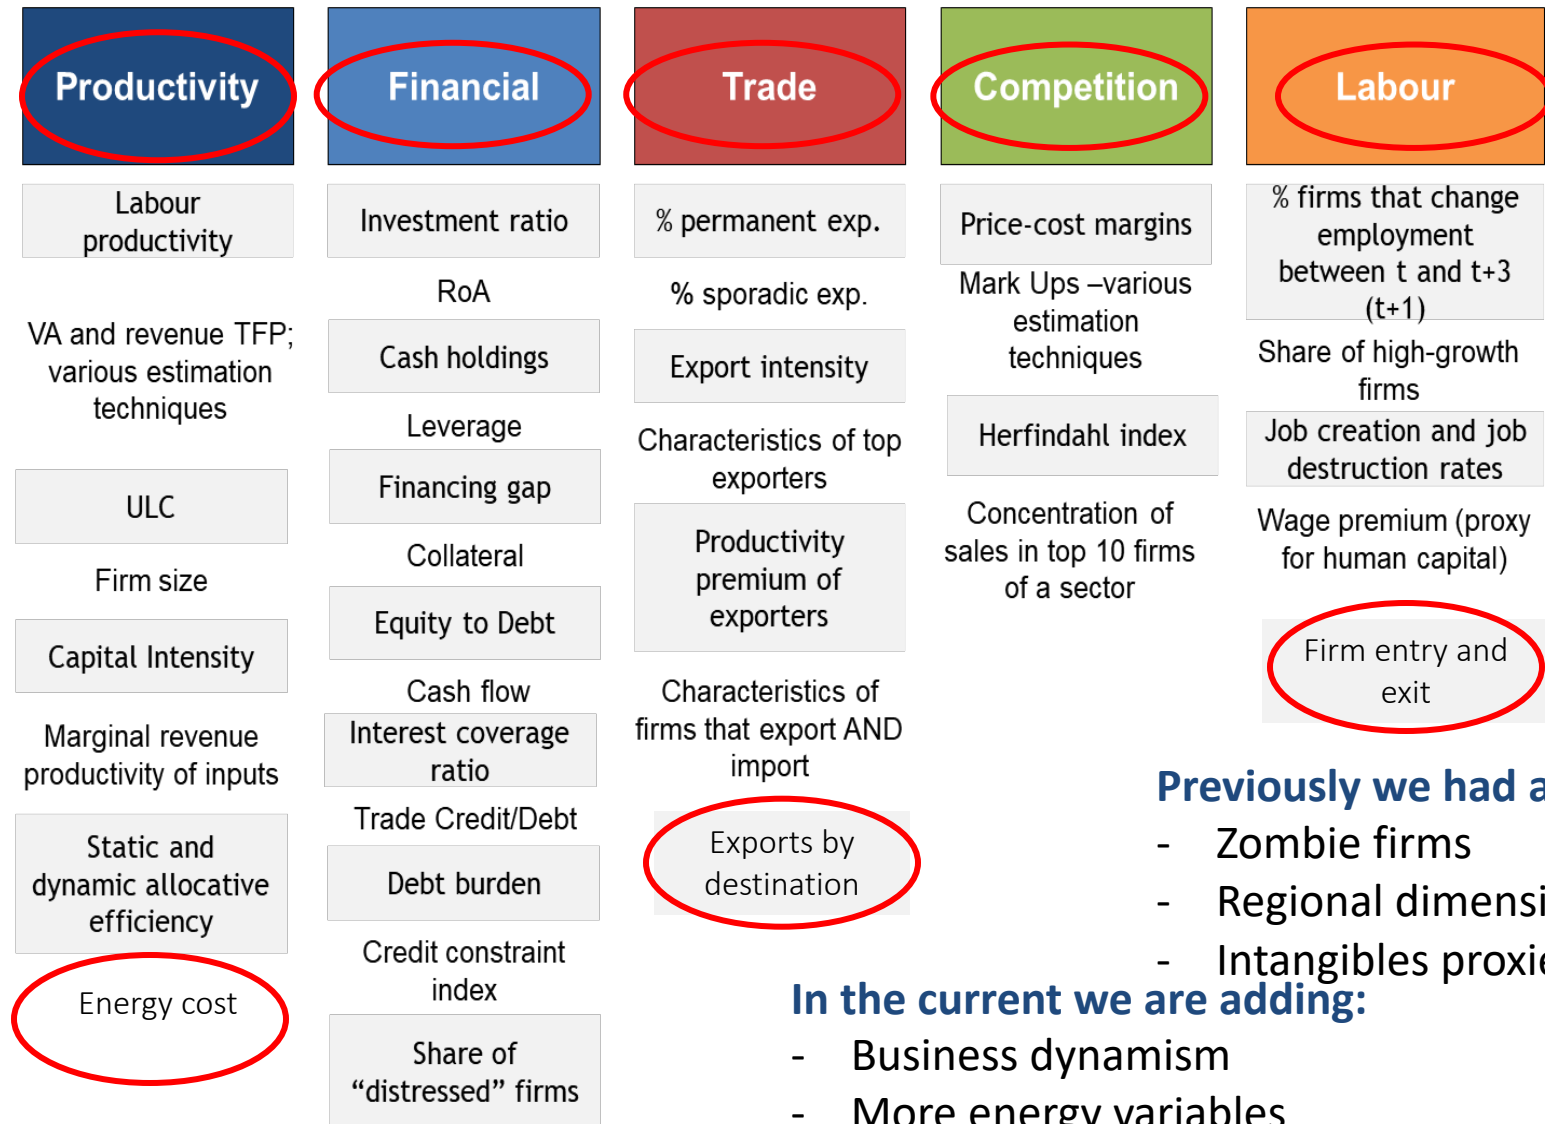 Productivity
Labour
productivity
VA and revenue TFP;
various estimation
techniques
ULC
Firm size
Capital Intensity
Marginal revenue
productivity of inputs
Static and
dynamic allocative
efficiency
Energy cost
Financial
Investment ratio
RoA
Cash holdings
Leverage
Financing gap
Collateral
Equity to Debt
Cash flow
Interest coverage
ratio
Trade Credit/Debt
Debt burden
Credit constraint
index
Share of
“distressed” firms
Trade
% permanent exp.
% sporadic exp.
Export intensity
Characteristics of top
exporters
Productivity
premium of
exporters
Characteristics of
firms that export AND
import
Exports by
destination
Competition
Price-cost margins
Mark Ups –various
estimation
techniques
Herfindahl index
Concentration of
sales in top 10 firms
of a sector
Labour
% firms that change
employment
between t and t+3
(t+1)
Share of high-growth
firms
Job creation and job
destruction rates
Wage premium (proxy
for human capital)
Firm entry and
exit
Previously we had
- Zombie firms
- Regional
- Intangibles
In the current we are adding:
- Business dynamism
- More energy variables